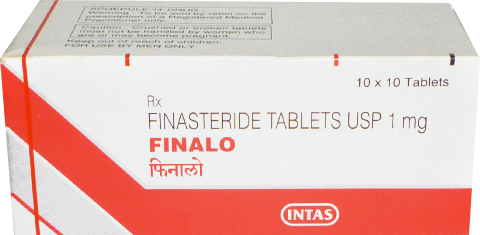 SCHEDULE H DRUG
Warning - To be sold by retail on the
prescription of a Registered Medical
Practitioner only.
Caution - Crushed or broken tablets
must not be handled by women who
are or may become pregnant.
Keep out of reach of children.
FOR USE BY MEN ONLY
10 x 10 Tablets
Rx
FINASTERIDE TABLETS USP 1 mg
FINALO
फिनालो
INTAS